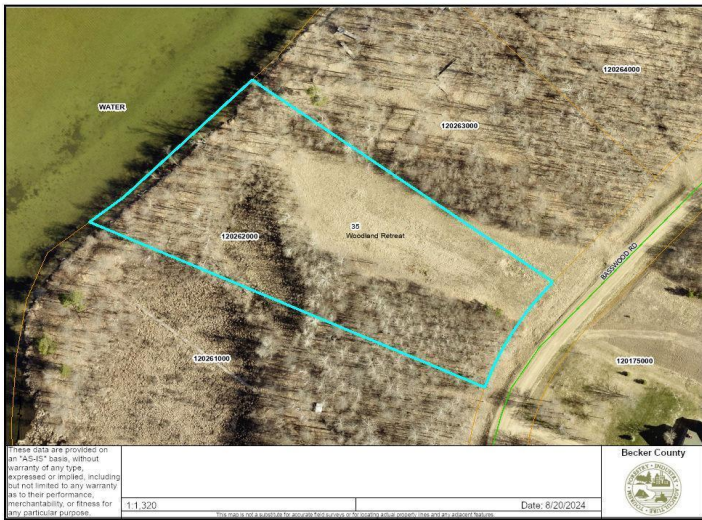 120264000
WATER
120263000
35
Woodland Retreat
120262000
BASSWOOD RD
120261000
120175000
These data are provided on
an "AS-IS" basis, without
warranty of any type,
expressed or implied, including
but not limited to any warranty
as to their performance,
merchantability, or fitness for
any particular purpose.
1:1,320
Date: 8/20/2024
This map is not a substitute for accurate field surveys or for locating actual property lines and any adjacent features.
Becker County